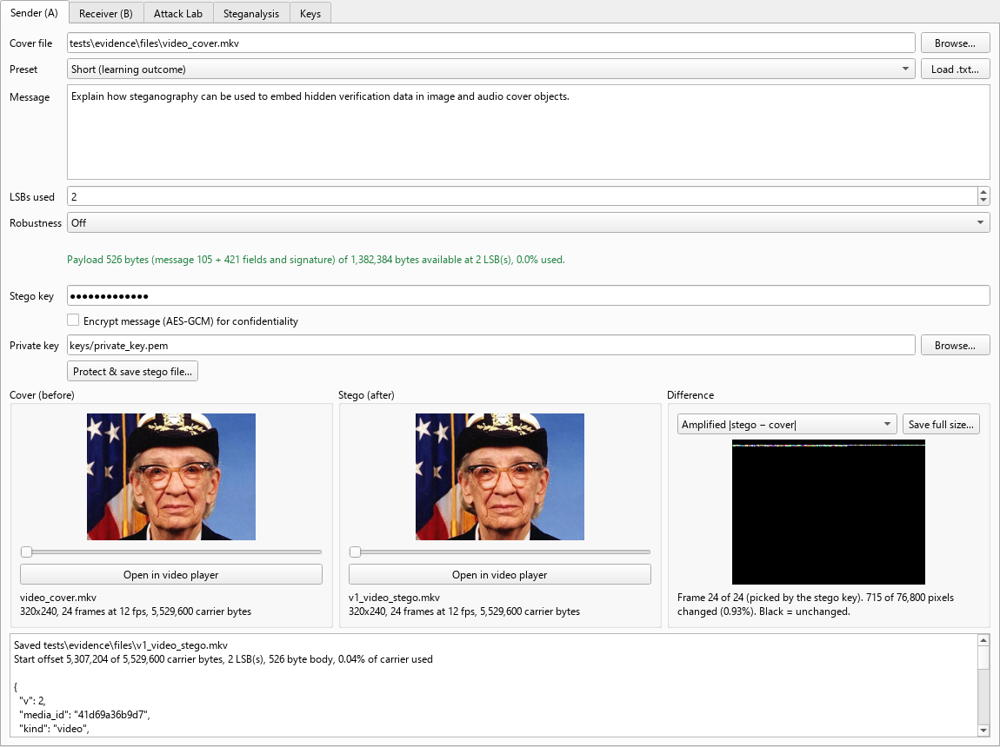 Sender (A) Receiver (B) Attack Lab Steganalysis Keys
Cover file tests\evidence\files\video_cover.mkv Browse...
Preset Short (learning outcome) Load .txt...
Message Explain how steganography can be used to embed hidden verification data in image and audio cover objects.
LSBs used 2
Robustness Off
Payload 526 bytes (message 105 + 421 fields and signature) of 1,382,384 bytes available at 2 LSB(s), 0.0% used.
Stego key ●●●●●●●●●●●●●
Encrypt message (AES-GCM) for confidentiality
Private key keys/private_key.pem Browse...
Protect & save stego file...
Cover (before) Stego (after) Difference
Amplified |stego − cover| Save full size...
Open in video player Open in video player
video_cover.mkv v1_video_stego.mkv Frame 24 of 24 (picked by the stego key). 715 of 76,800 pixels
320x240, 24 frames at 12 fps, 5,529,600 carrier bytes 320x240, 24 frames at 12 fps, 5,529,600 carrier bytes changed (0.93%). Black = unchanged.
Saved tests\evidence\files\v1_video_stego.mkv
Start offset 5,307,204 of 5,529,600 carrier bytes, 2 LSB(s), 526 byte body, 0.04% of carrier used
{
"v": 2,
"media_id": "41d69a36b9d7",
"kind": "video",